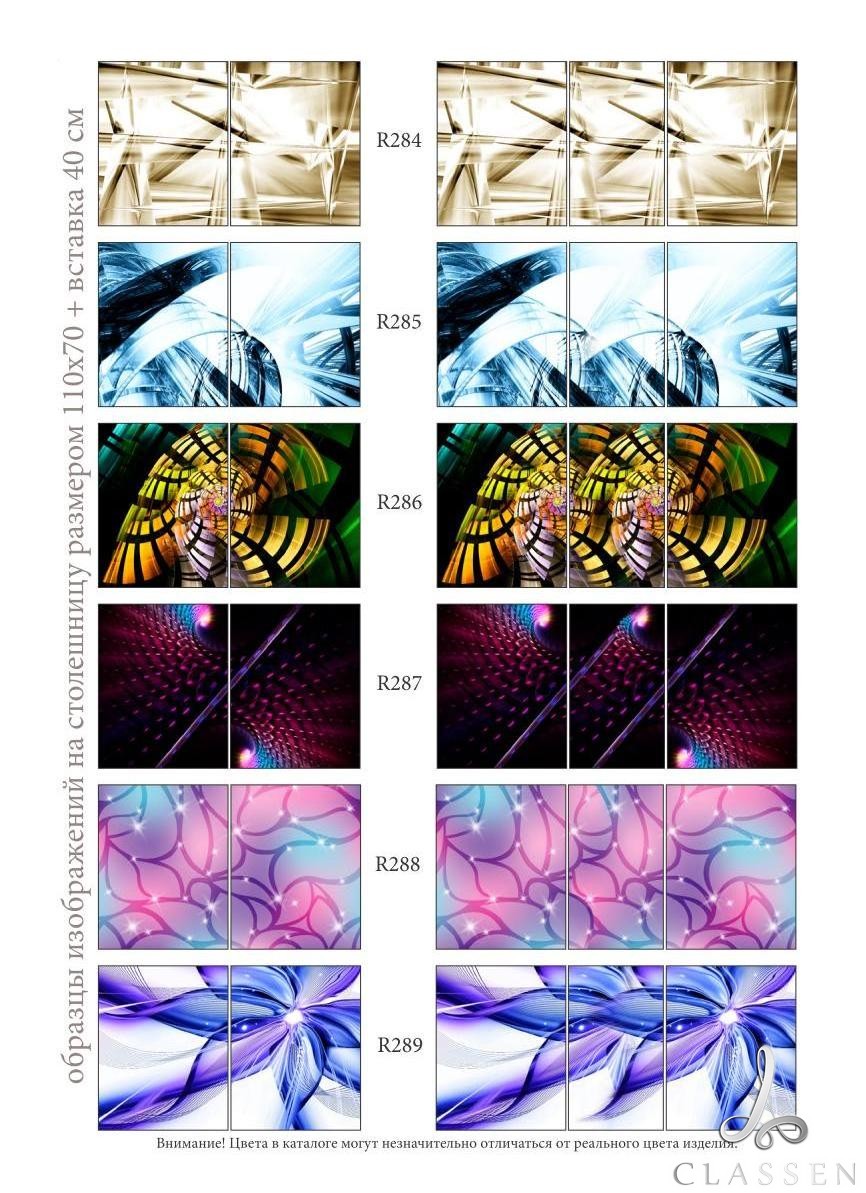 образцы изображений на столешницу размером 110х70 + вставка 40 см
R284
R285
R286
R287
R288
R289
Внимание! Цвета в каталоге могут незначительно отличаться от реального цвета изделия.
CLASSEN